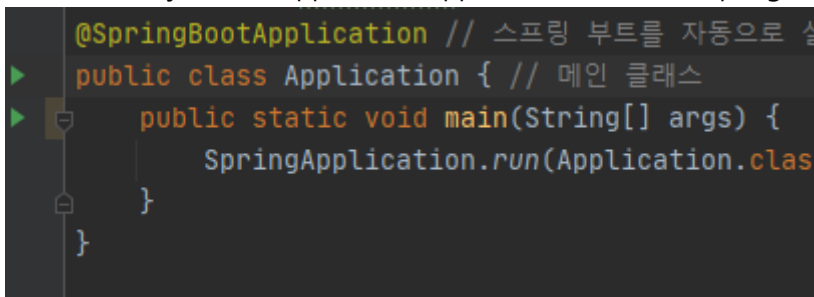 @SpringBootApplication // 스프링 부트를 자동으로
public class Application { // 메인 클래스
public static void main(String[] args) {
SpringApplication.run(Application.clas
}
}